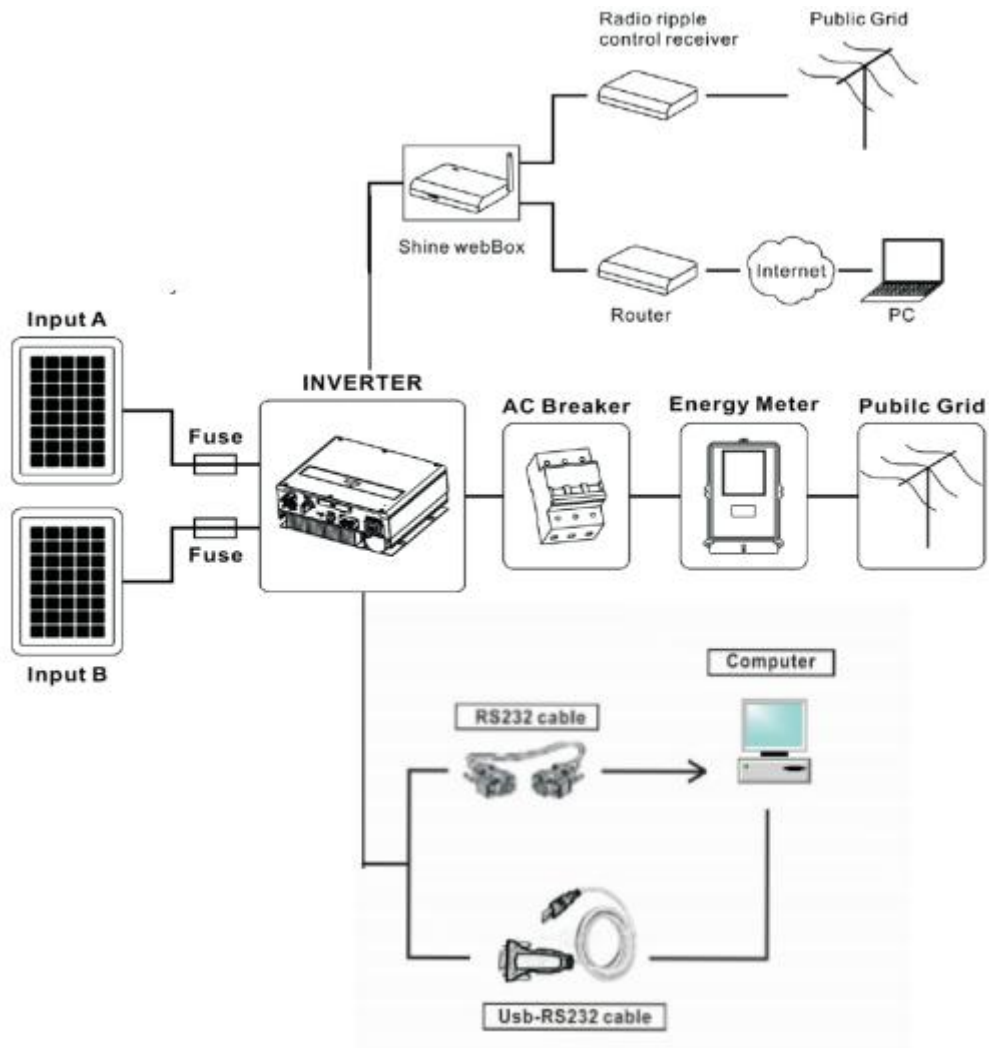 Radio ripple
control receiver
Public Grid
Shine webBox
Router
Internet
PC
Input A
INVERTER
Fuse
AC Breaker
Energy Meter
Pubilc Grid
Fuse
Input B
Computer
RS232 cable
Usb-RS232 cable